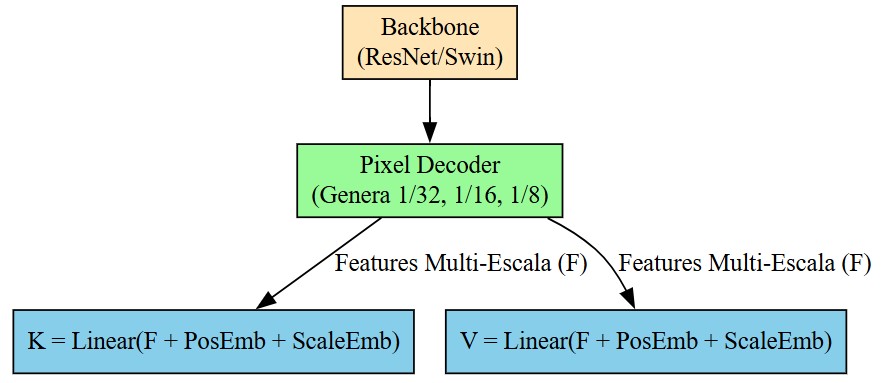 Backbone
(ResNet/Swin)
Pixel Decoder
(Genera 1/32, 1/16, 1/8)
Features Multi-Escala (F)
Features Multi-Escala (F)
K = Linear(F + PosEmb + ScaleEmb)
V = Linear(F + PosEmb + ScaleEmb)